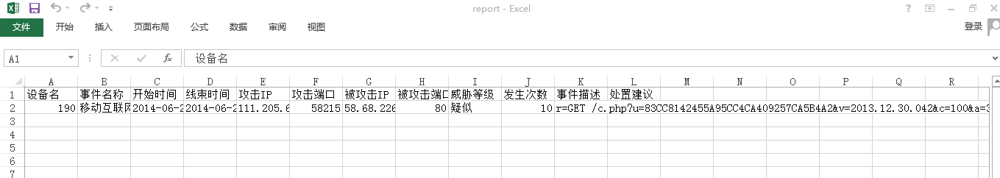 report - Excel
文件 开始 插入 页面布局 公式 数据 审阅 视图 登录
A1 fx 设备名
A B C D E F G H I J K L M N O P Q R
1 设备名 事件名称 开始时间 线束时间 攻击IP 攻击端口 被攻击IP 被攻击端口 威胁等级 发生次数 事件描述 处置建议
2 190 移动互联网 2014-06-2 2014-06-2 111.205.6 58215 58.68.226 80 疑似 10 r=GET /c.php?u=83CC8142455A95CC4CA409257CA5B4A2&v=2013.12.30.042&c=100&a=3
3
4
5
6
7